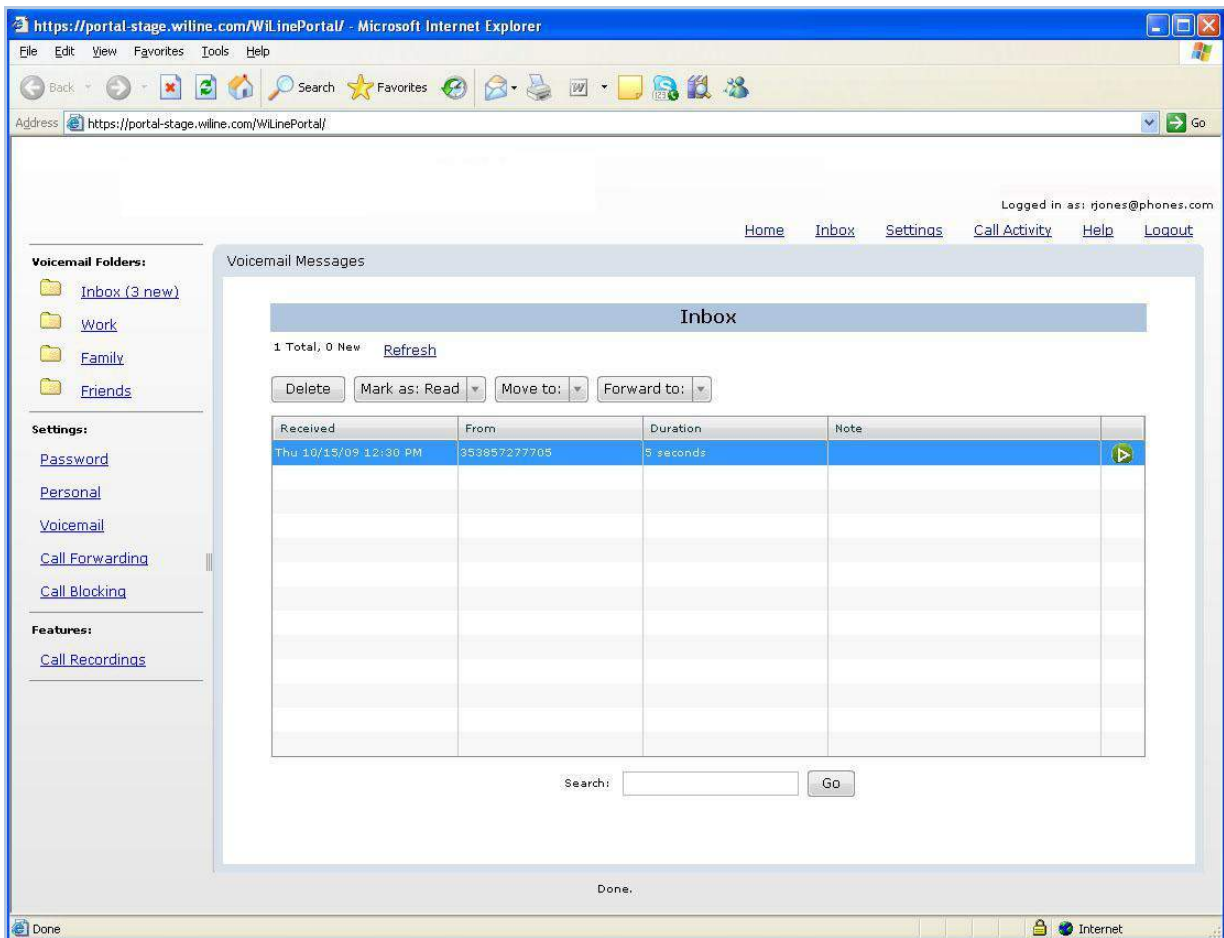 https://portal-stage.wiline.com/WiLinePortal/ - Microsoft Internet Explorer
File Edit View Favorites Tools Help
Back Search Favorites
Address https://portal-stage.wiline.com/WiLinePortal/ Go
Logged in as: rjones@phones.com
Home Inbox Settings Call Activity Help Logout
Voicemail Folders:
Inbox (3 new)
Work
Family
Friends
Settings:
Password
Personal
Voicemail
Call Forwarding
Call Blocking
Features:
Call Recordings
Voicemail Messages
Inbox
1 Total, 0 New Refresh
Delete Mark as: Read Move to: Forward to:
Received From Duration Note
Thu 10/15/09 12:30 PM 353857277705 5 seconds
Search: Go
Done.
Done Internet